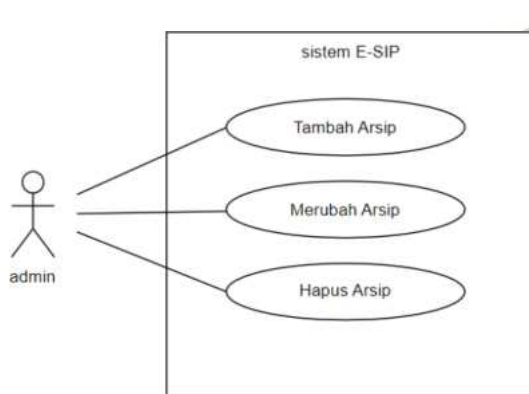 sistem E-SIP
Tambah Arsip
Merubah Arsip
admin
Hapus Arsip